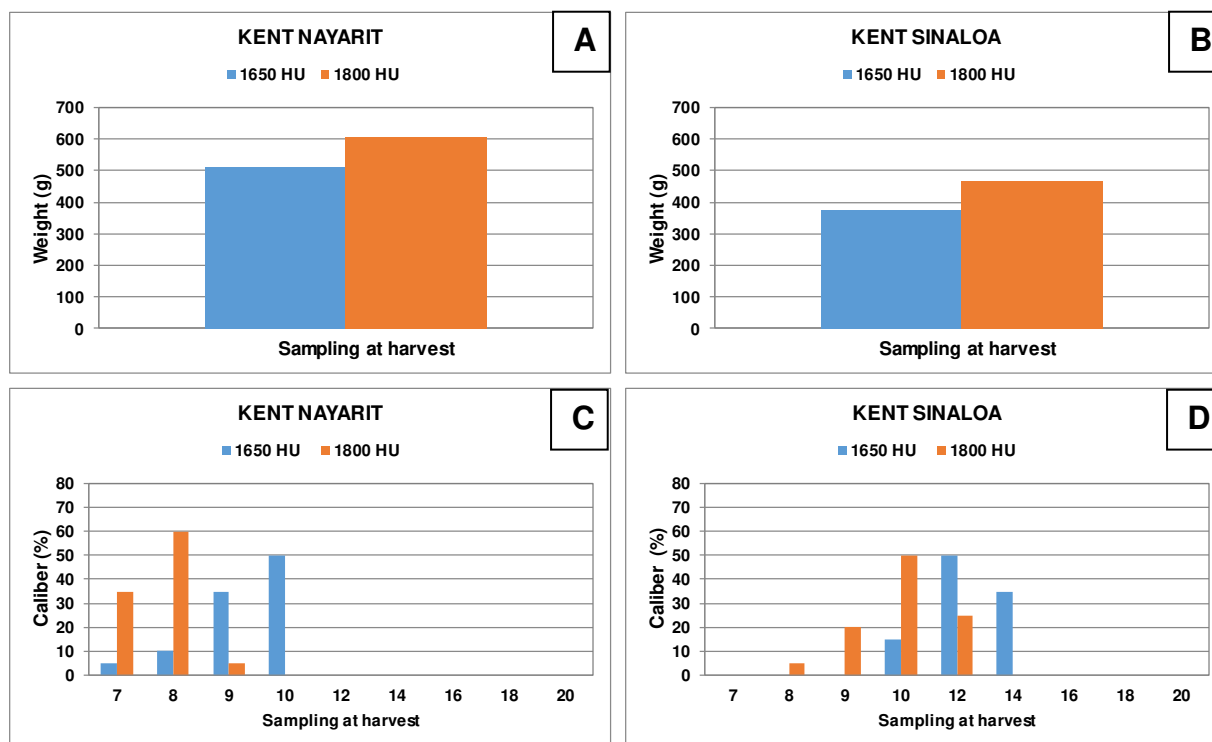 KENT NAYARIT
A
1650 HU 1800 HU
700
600
500
400
300
200
100
0
Weight (g)
Sampling at harvest
KENT SINALOA
B
1650 HU 1800 HU
700
600
500
400
300
200
100
0
Weight (g)
Sampling at harvest
KENT NAYARIT
C
1650 HU 1800 HU
80
70
60
50
40
30
20
10
0
Caliber (%)
7 8 9 10 12 14 16 18 20
Sampling at harvest
KENT SINALOA
D
1650 HU 1800 HU
80
70
60
50
40
30
20
10
0
Caliber (%)
7 8 9 10 12 14 16 18 20
Sampling at harvest